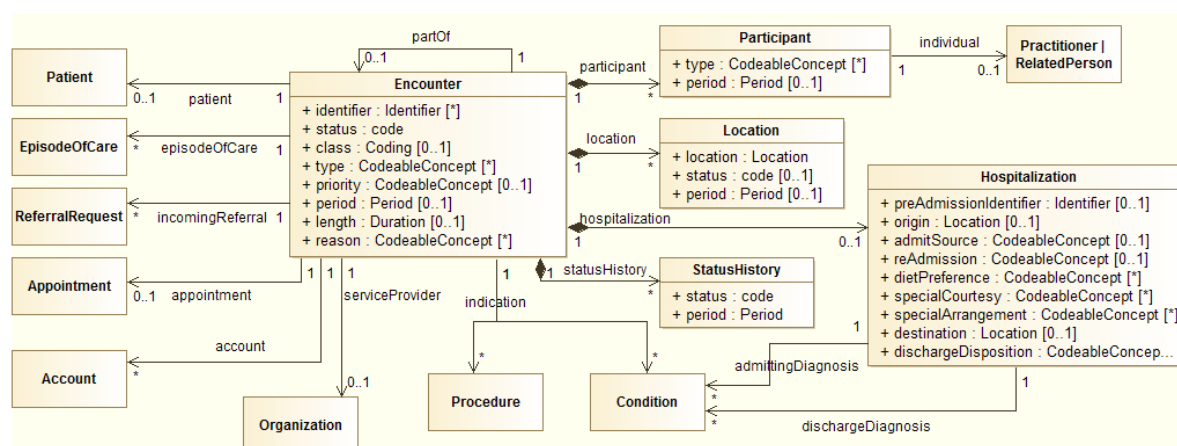 partOf
0..1
1
Patient
0..1
1
patient
EpisodeOfCare
*
1
episodeOfCare
ReferralRequest
*
1
incomingReferral
Appointment
0..1
1
appointment
Account
*
1
account
Organization
0..1
1
serviceProvider
Encounter
+ identifier : Identifier [*]
+ status : code
+ class : Coding [0..1]
+ type : CodeableConcept [*]
+ priority : CodeableConcept [0..1]
+ period : Period [0..1]
+ length : Duration [0..1]
+ reason : CodeableConcept [*]
participant
1
*
Participant
+ type : CodeableConcept [*]
+ period : Period [0..1]
individual
1
0..1
Practitioner |
RelatedPerson
location
1
*
Location
+ location : Location
+ status : code [0..1]
+ period : Period [0..1]
hospitalization
1
0..1
Hospitalization
+ preAdmissionIdentifier : Identifier [0..1]
+ origin : Location [0..1]
+ admitSource : CodeableConcept [0..1]
+ reAdmission : CodeableConcept [0..1]
+ dietPreference : CodeableConcept [*]
+ specialCourtesy : CodeableConcept [*]
+ specialArrangement : CodeableConcept [*]
+ destination : Location [0..1]
+ dischargeDisposition : CodeableConcep...
statusHistory
1
*
StatusHistory
+ status : code
+ period : Period
indication
1
*
*
Procedure
Condition
1
admittingDiagnosis
*
1
dischargeDiagnosis
*